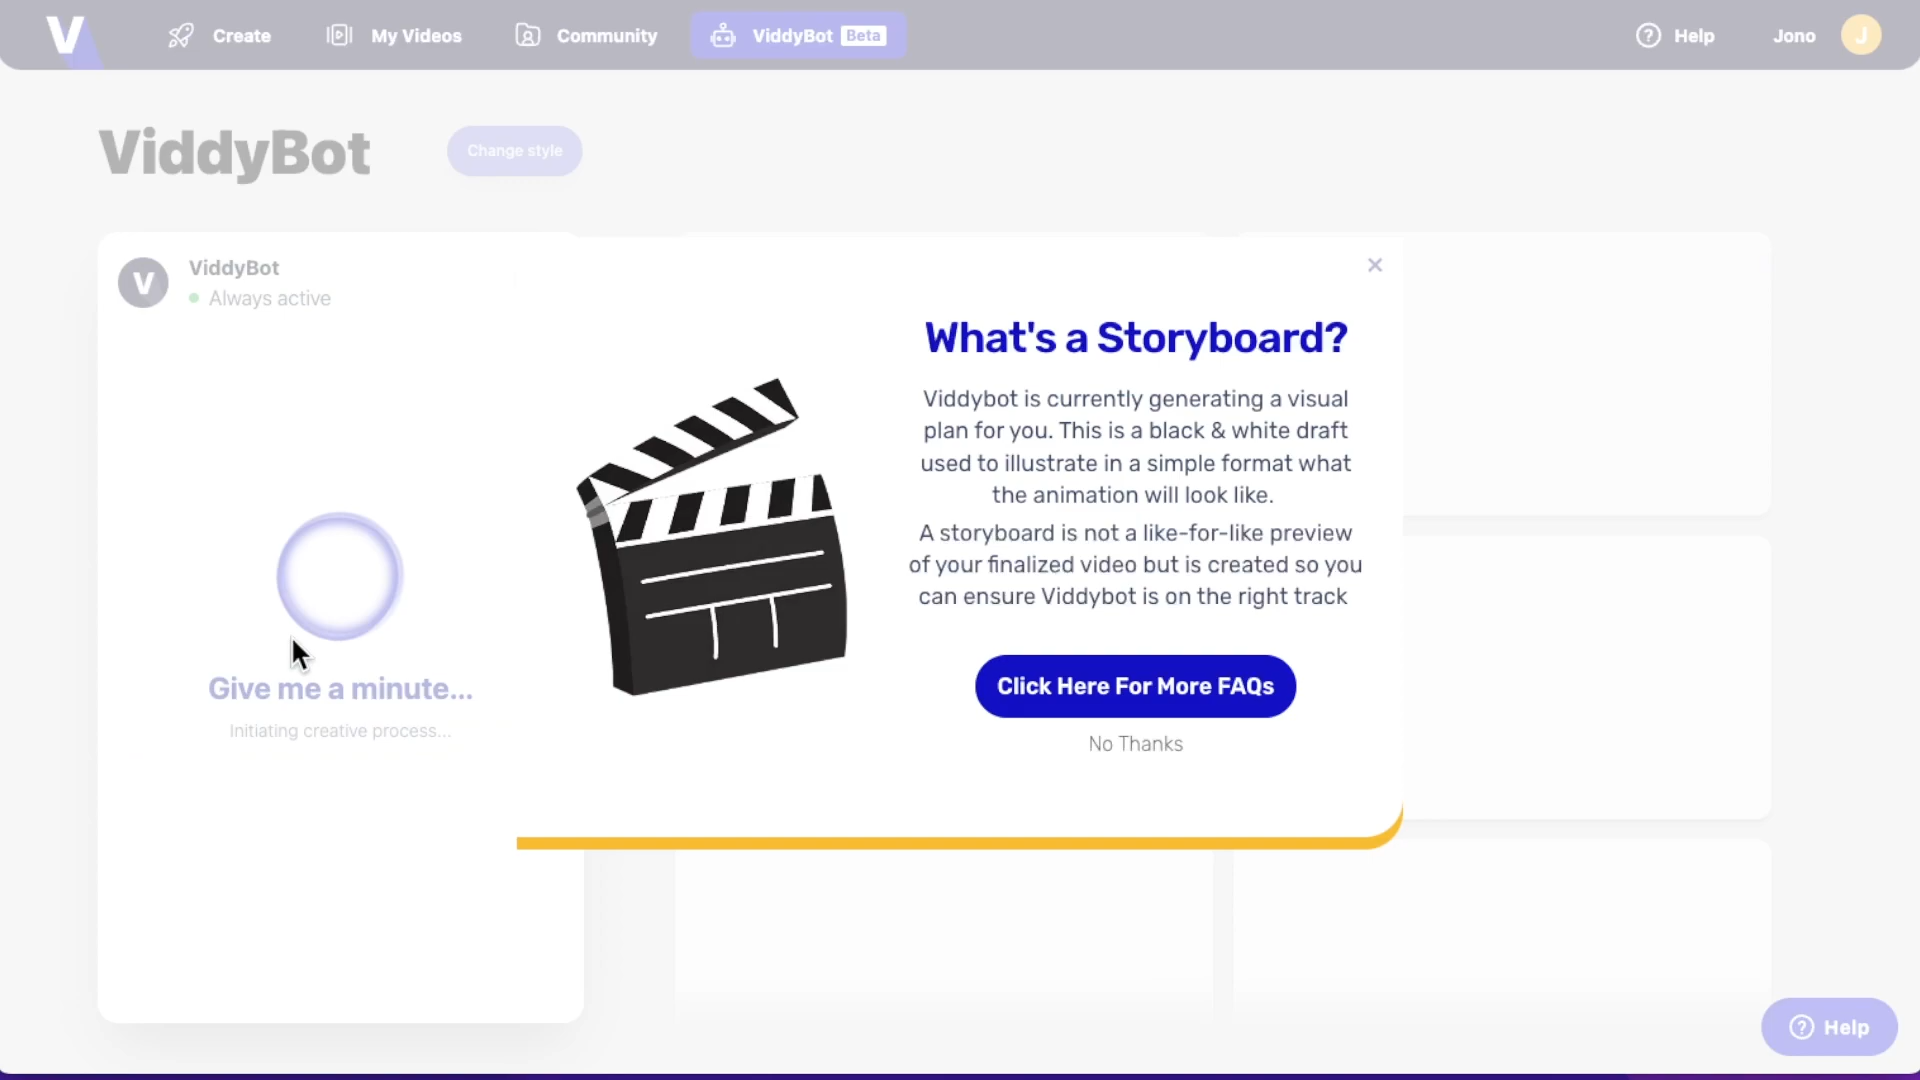 V
Create
My Videos
Community
ViddyBot Beta
Help
Jono
J
ViddyBot
Change style
V
ViddyBot
Always active
Give me a minute...
Initiating creative process...
What's a Storyboard?
Viddybot is currently generating a visual
plan for you. This is a black & white draft
used to illustrate in a simple format what
the animation will look like.
A storyboard is not a like-for-like preview
of your finalized video but is created so you
can ensure Viddybot is on the right track
Click Here For More FAQs
No Thanks
Help